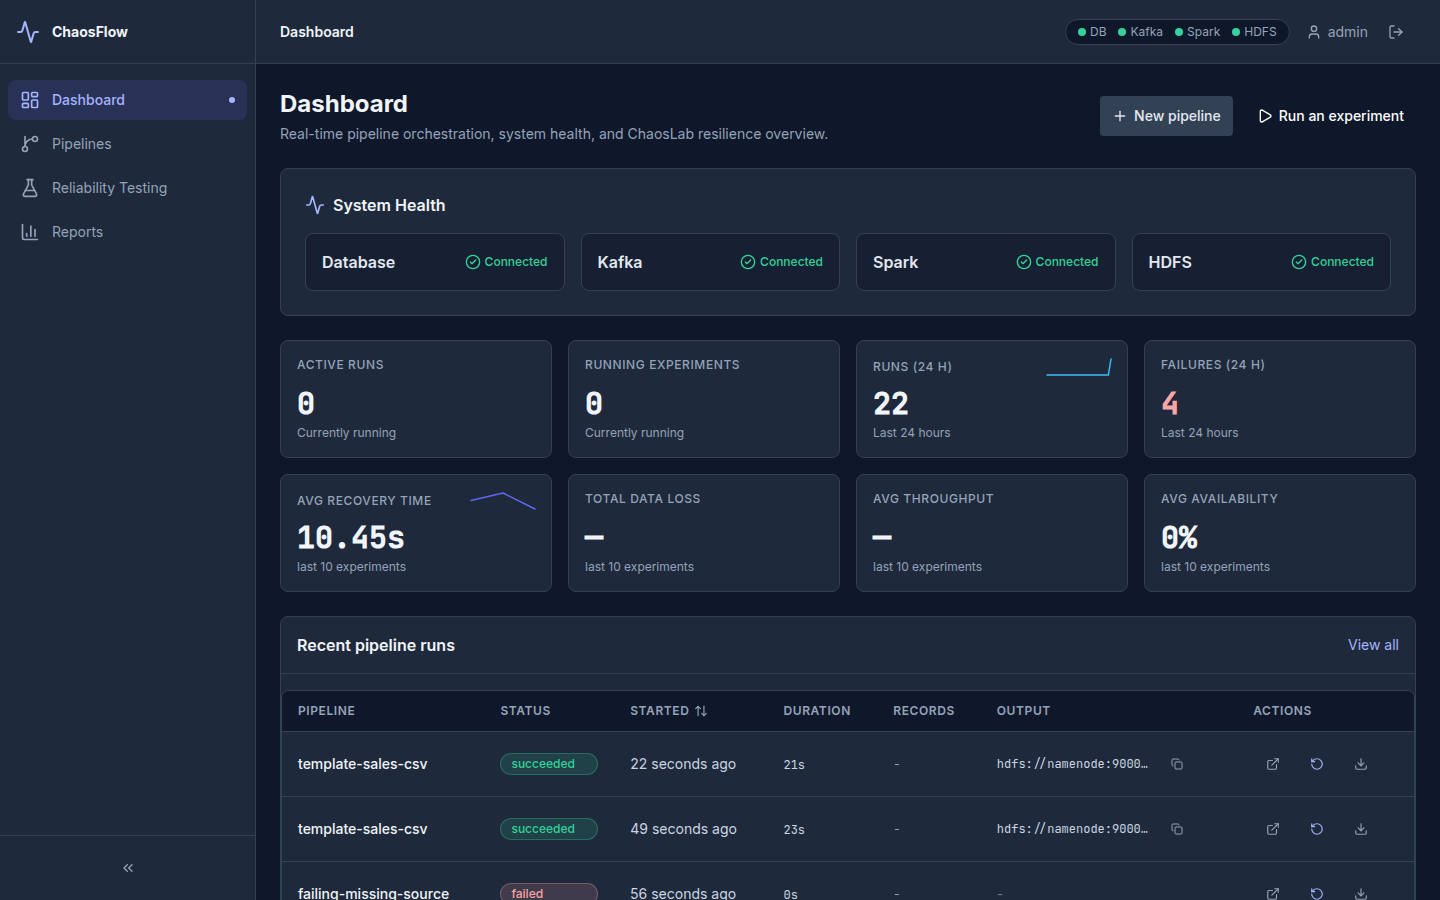 ChaosFlow
Dashboard
DB Kafka Spark HDFS
admin
Dashboard
Pipelines
Reliability Testing
Reports
Dashboard
Real-time pipeline orchestration, system health, and ChaosLab resilience overview.
New pipeline
Run an experiment
System Health
Database Connected
Kafka Connected
Spark Connected
HDFS Connected
ACTIVE RUNS
0
Currently running
RUNNING EXPERIMENTS
0
Currently running
RUNS (24 H)
22
Last 24 hours
FAILURES (24 H)
4
Last 24 hours
AVG RECOVERY TIME
10.45s
last 10 experiments
TOTAL DATA LOSS
—
last 10 experiments
AVG THROUGHPUT
—
last 10 experiments
AVG AVAILABILITY
0%
last 10 experiments
Recent pipeline runs
View all
PIPELINE STATUS STARTED DURATION RECORDS OUTPUT ACTIONS
template-sales-csv succeeded 22 seconds ago 21s - hdfs://namenode:9000…
template-sales-csv succeeded 49 seconds ago 23s - hdfs://namenode:9000…
failing-missing-source failed 56 seconds ago 0s - -